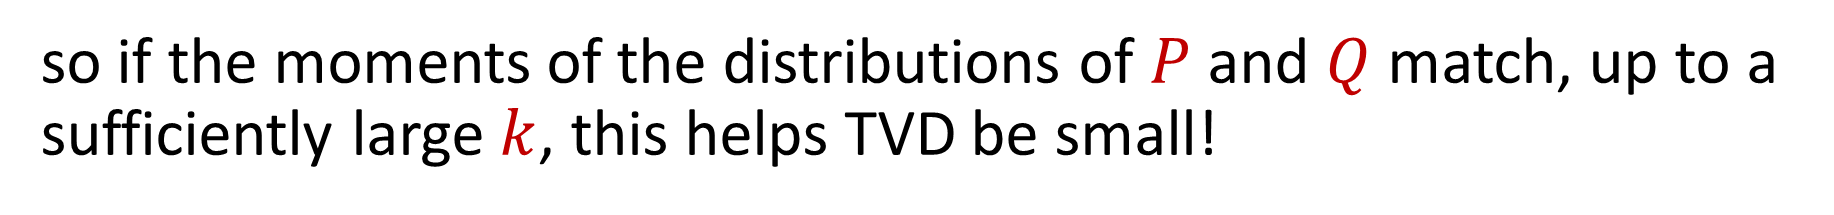 so if the moments of the distributions of P and Q match, up to a
sufficiently large k, this helps TVD be small!